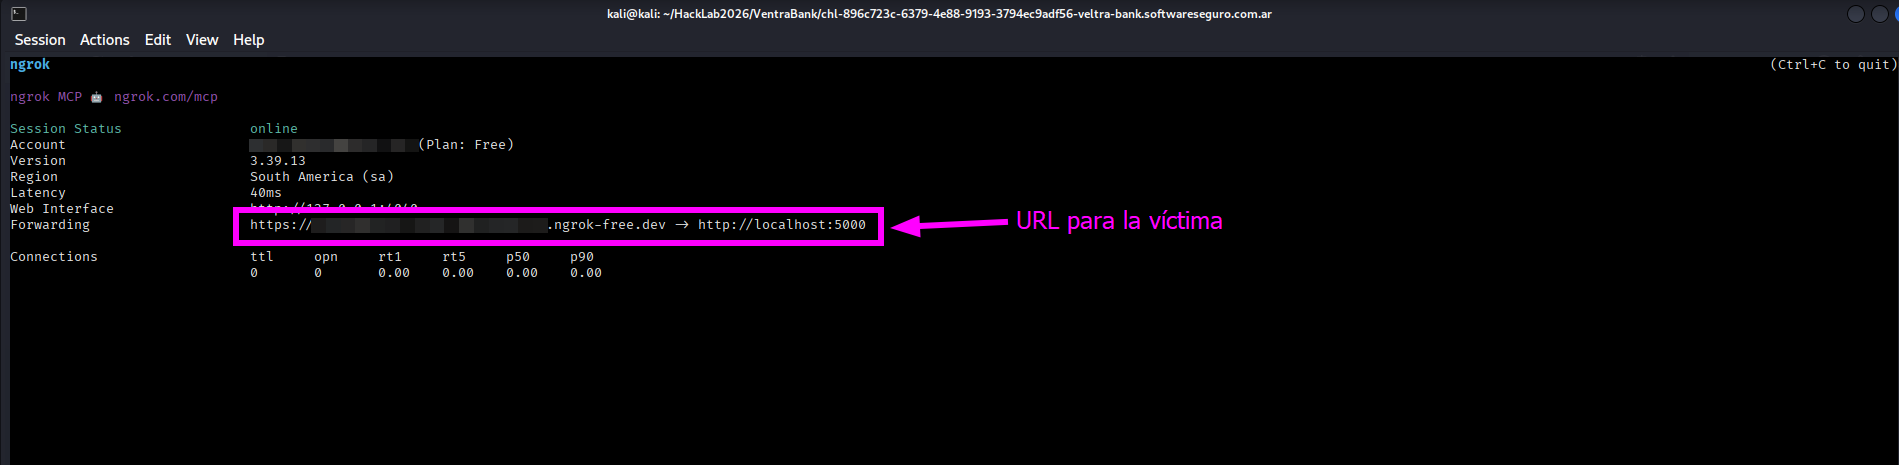 kali@kali: ~/HackLab2026/VentraBank/chl-896c723c-6379-4e88-9193-3794ec9adf56-veltra-bank.softwareseguro.com.ar
Session Actions Edit View Help
ngrok (Ctrl+C to quit)
ngrok MCP 🤖 ngrok.com/mcp
Session Status online
Account (Plan: Free)
Version 3.39.13
Region South America (sa)
Latency 40ms
Web Interface
Forwarding https:// .ngrok-free.dev -> http://localhost:5000
URL para la víctima
Connections ttl opn rt1 rt5 p50 p90
0 0 0.00 0.00 0.00 0.00